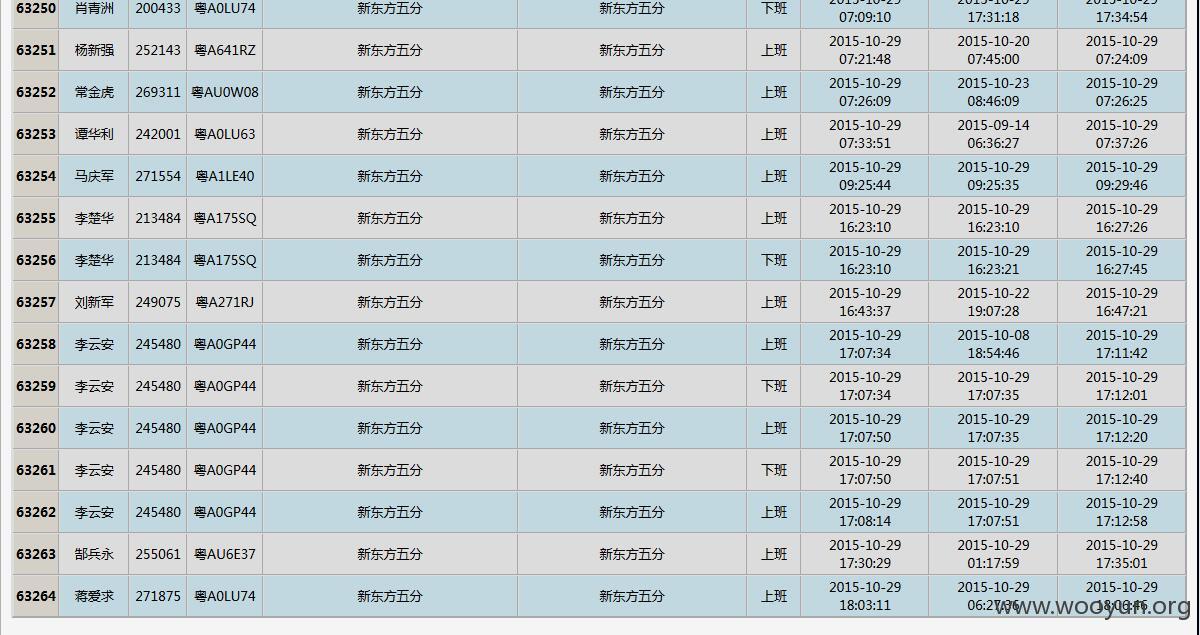 63250 肖青洲 200433 粤A0LU74 新东方五分 新东方五分 下班 2015-10-29 2015-10-29 2015-10-29
07:09:10 17:31:18 17:34:54
63251 杨新强 252143 粤A641RZ 新东方五分 新东方五分 上班 2015-10-29 2015-10-20 2015-10-29
07:21:48 07:45:00 07:24:09
63252 常金虎 269311 粤AU0W08 新东方五分 新东方五分 上班 2015-10-29 2015-10-23 2015-10-29
07:26:09 08:46:09 07:26:25
63253 谭华利 242001 粤A0LU63 新东方五分 新东方五分 上班 2015-10-29 2015-09-14 2015-10-29
07:33:51 06:36:27 07:37:26
63254 马庆军 271554 粤A1LE40 新东方五分 新东方五分 上班 2015-10-29 2015-10-29 2015-10-29
09:25:44 09:25:35 09:29:46
63255 李楚华 213484 粤A175SQ 新东方五分 新东方五分 上班 2015-10-29 2015-10-29 2015-10-29
16:23:10 16:23:10 16:27:26
63256 李楚华 213484 粤A175SQ 新东方五分 新东方五分 下班 2015-10-29 2015-10-29 2015-10-29
16:23:10 16:23:21 16:27:45
63257 刘新军 249075 粤A271RJ 新东方五分 新东方五分 上班 2015-10-29 2015-10-22 2015-10-29
16:43:37 19:07:28 16:47:21
63258 李云安 245480 粤A0GP44 新东方五分 新东方五分 上班 2015-10-29 2015-10-08 2015-10-29
17:07:34 18:54:46 17:11:42
63259 李云安 245480 粤A0GP44 新东方五分 新东方五分 下班 2015-10-29 2015-10-29 2015-10-29
17:07:34 17:07:35 17:12:01
63260 李云安 245480 粤A0GP44 新东方五分 新东方五分 上班 2015-10-29 2015-10-29 2015-10-29
17:07:50 17:07:35 17:12:20
63261 李云安 245480 粤A0GP44 新东方五分 新东方五分 下班 2015-10-29 2015-10-29 2015-10-29
17:07:50 17:07:51 17:12:40
63262 李云安 245480 粤A0GP44 新东方五分 新东方五分 上班 2015-10-29 2015-10-29 2015-10-29
17:08:14 17:07:51 17:12:58
63263 郜兵永 255061 粤AU6E37 新东方五分 新东方五分 上班 2015-10-29 2015-10-29 2015-10-29
17:30:29 01:17:59 17:35:01
63264 蒋爱求 271875 粤A0LU74 新东方五分 新东方五分 上班 2015-10-29 2015-10-29 2015-10-29
18:03:11 06:27:36 18:06:46
www.wooyun.org